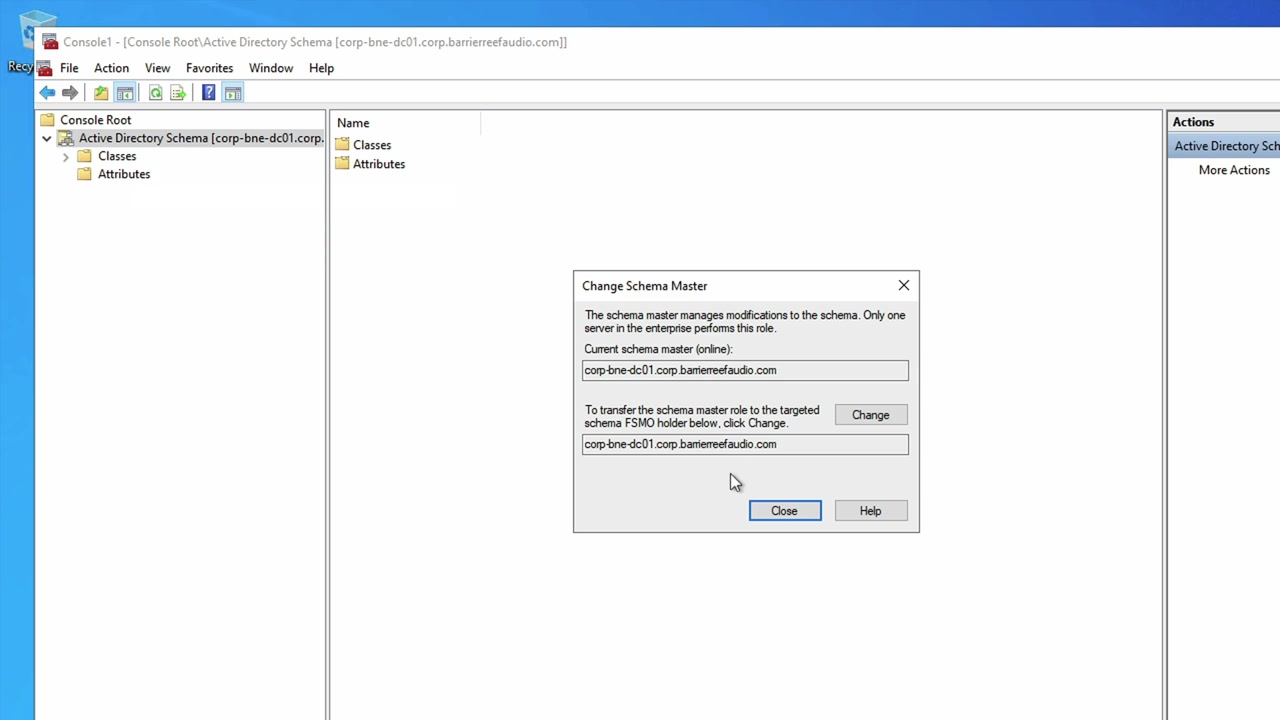 Console1 - [Console Root\Active Directory Schema [corp-bne-dc01.corp.barrierreefaudio.com]]
File Action View Favorites Window Help
Console Root
Active Directory Schema [corp-bne-dc01.corp.
Classes
Attributes
Name
Classes
Attributes
Actions
Active Directory Sch
More Actions
Change Schema Master
The schema master manages modifications to the schema. Only one
server in the enterprise performs this role.
Current schema master (online):
corp-bne-dc01.corp.barrierreefaudio.com
To transfer the schema master role to the targeted
schema FSMO holder below, click Change.
Change
corp-bne-dc01.corp.barrierreefaudio.com
Close Help
Recy